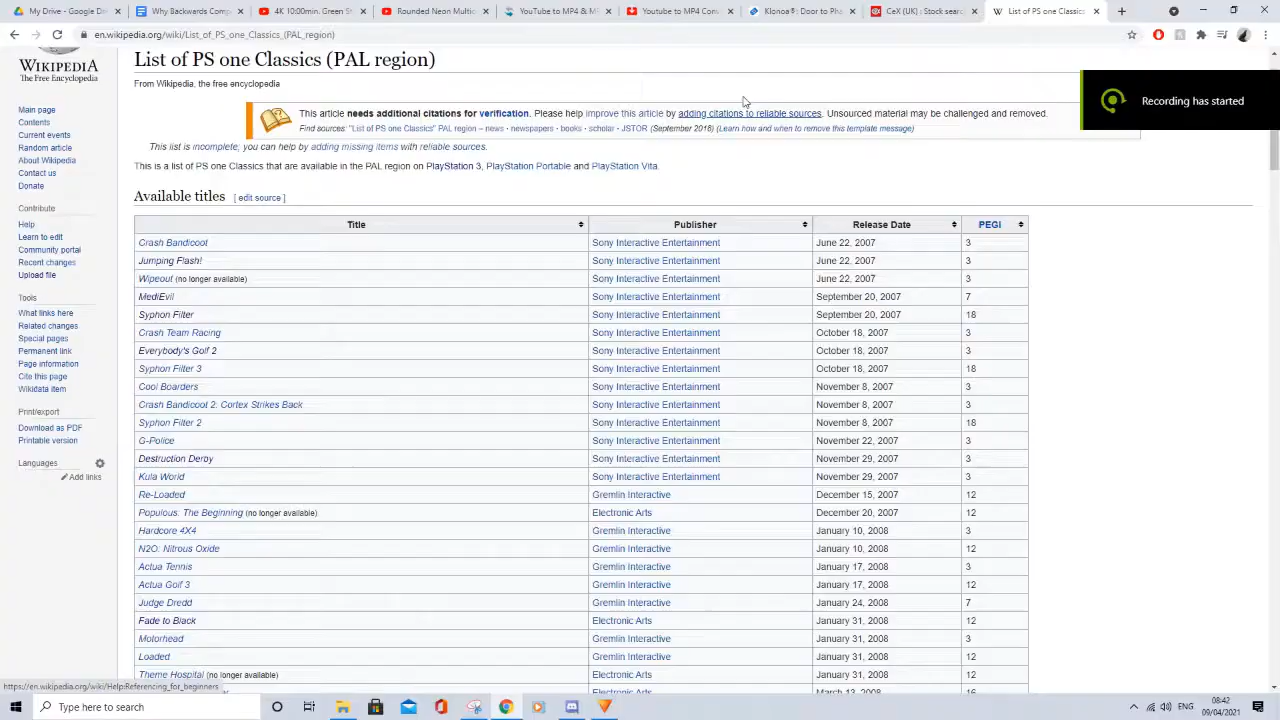 My Drive - Google D
Why Backwards Comp
4K 10:00min: Green S
Rounded Neon Multic
YouTube to MP4 & M
Youtube to MP4 Conv
Klonoa®: Door to Pha
CeX (UK) : Stock sear
List of PS one Classics
en.wikipedia.org/wiki/List_of_PS_one_Classics_(PAL_region)
Recording has started
WIKIPEDIA
The Free Encyclopedia
Main page
Contents
Current events
Random article
About Wikipedia
Contact us
Donate
Contribute
Help
Learn to edit
Community portal
Recent changes
Upload file
Tools
What links here
Related changes
Special pages
Permanent link
Page information
Cite this page
Wikidata item
Print/export
Download as PDF
Printable version
Languages
Add links
List of PS one Classics (PAL region)
From Wikipedia, the free encyclopedia
This article needs additional citations for verification. Please help improve this article by adding citations to reliable sources. Unsourced material may be challenged and removed.
Find sources: "List of PS one Classics" PAL region – news · newspapers · books · scholar · JSTOR (September 2018) (Learn how and when to remove this template message)
This list is incomplete; you can help by adding missing items with reliable sources.
This is a list of PS one Classics that are available in the PAL region on PlayStation 3, PlayStation Portable and PlayStation Vita.
Available titles [ edit source ]
Title Publisher Release Date PEGI
Crash Bandicoot Sony Interactive Entertainment June 22, 2007 3
Jumping Flash! Sony Interactive Entertainment June 22, 2007 3
Wipeout (no longer available) Sony Interactive Entertainment June 22, 2007 3
MediEvil Sony Interactive Entertainment September 20, 2007 7
Syphon Filter Sony Interactive Entertainment September 20, 2007 18
Crash Team Racing Sony Interactive Entertainment October 18, 2007 3
Everybody's Golf 2 Sony Interactive Entertainment October 18, 2007 3
Syphon Filter 3 Sony Interactive Entertainment October 18, 2007 18
Cool Boarders Sony Interactive Entertainment November 8, 2007 3
Crash Bandicoot 2: Cortex Strikes Back Sony Interactive Entertainment November 8, 2007 3
Syphon Filter 2 Sony Interactive Entertainment November 8, 2007 18
G-Police Sony Interactive Entertainment November 22, 2007 3
Destruction Derby Sony Interactive Entertainment November 29, 2007 3
Kula World Sony Interactive Entertainment November 29, 2007 3
Re-Loaded Gremlin Interactive December 15, 2007 12
Populous: The Beginning (no longer available) Electronic Arts December 20, 2007 12
Hardcore 4X4 Gremlin Interactive January 10, 2008 3
N2O: Nitrous Oxide Gremlin Interactive January 10, 2008 12
Actua Tennis Gremlin Interactive January 17, 2008 3
Actua Golf 3 Gremlin Interactive January 17, 2008 12
Judge Dredd Gremlin Interactive January 24, 2008 7
Fade to Black Electronic Arts January 31, 2008 12
Motorhead Gremlin Interactive January 31, 2008 3
Loaded Gremlin Interactive January 31, 2008 12
Theme Hospital (no longer available) Electronic Arts January 31, 2008 12
Electronic Arts March 13, 2008 16
https://en.wikipedia.org/wiki/Help:Referencing_for_beginners
Type here to search
ENG
08:42
09/04/2021